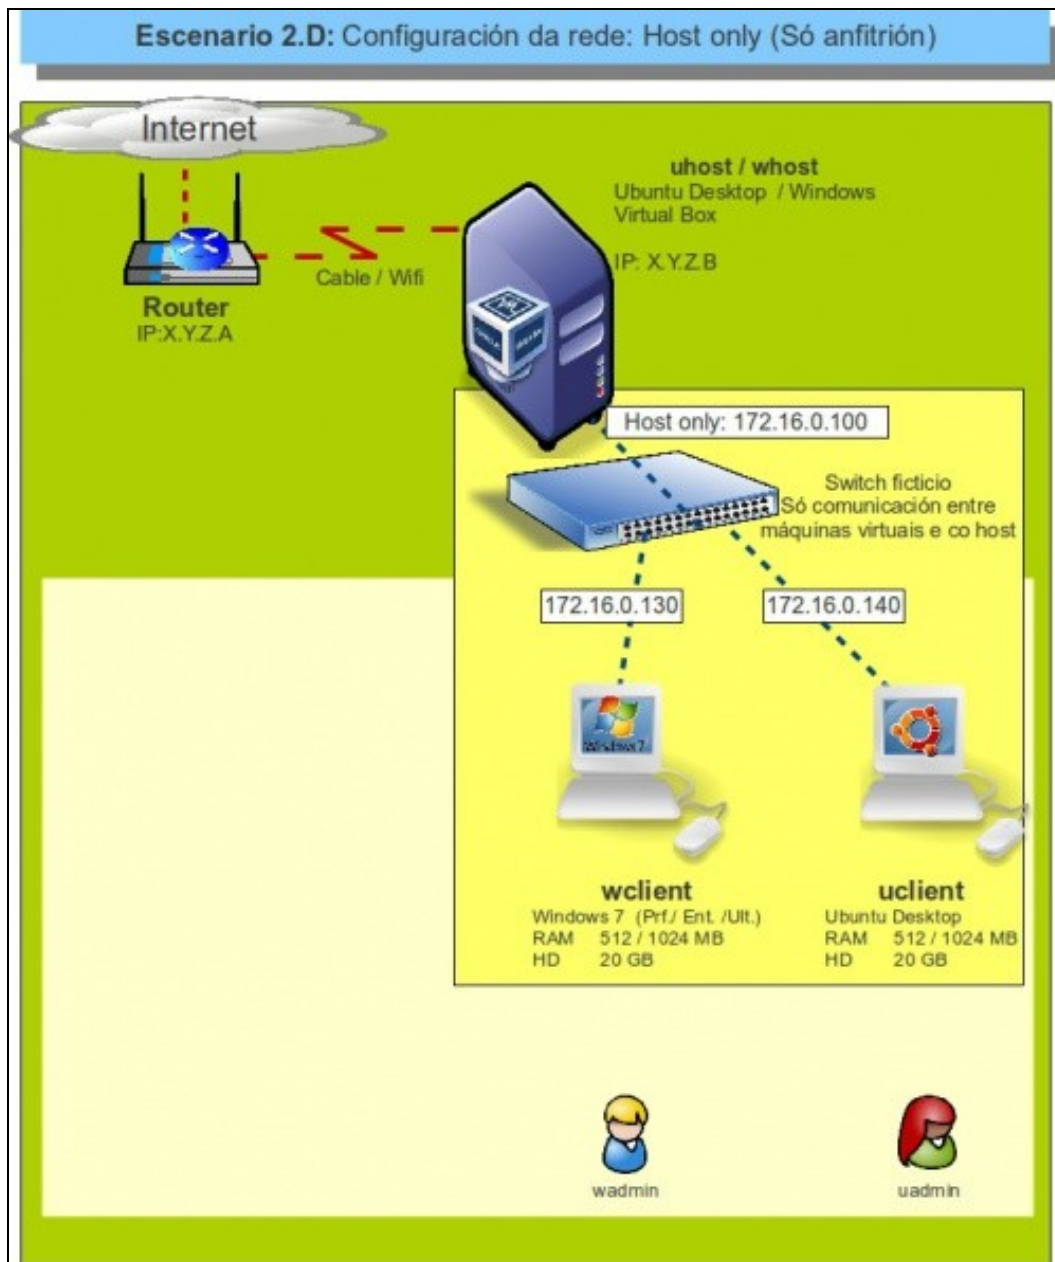 Escenario 2.D: Configuración da rede: Host only (Só anfitrión)
Internet
uhost / whost
Ubuntu Desktop / Windows
Virtual Box
IP: X.Y.Z.B
Cable / Wifi
Router
IP:X.Y.Z.A
Host only: 172.16.0.100
Switch ficticio
Só comunicación entre
máquinas virtuais e co host
172.16.0.130
172.16.0.140
Windows 7
wclient
Windows 7 (Prf./ Ent. /Ult.)
RAM 512 / 1024 MB
HD 20 GB
uclient
Ubuntu Desktop
RAM 512 / 1024 MB
HD 20 GB
wadmin
uadmin